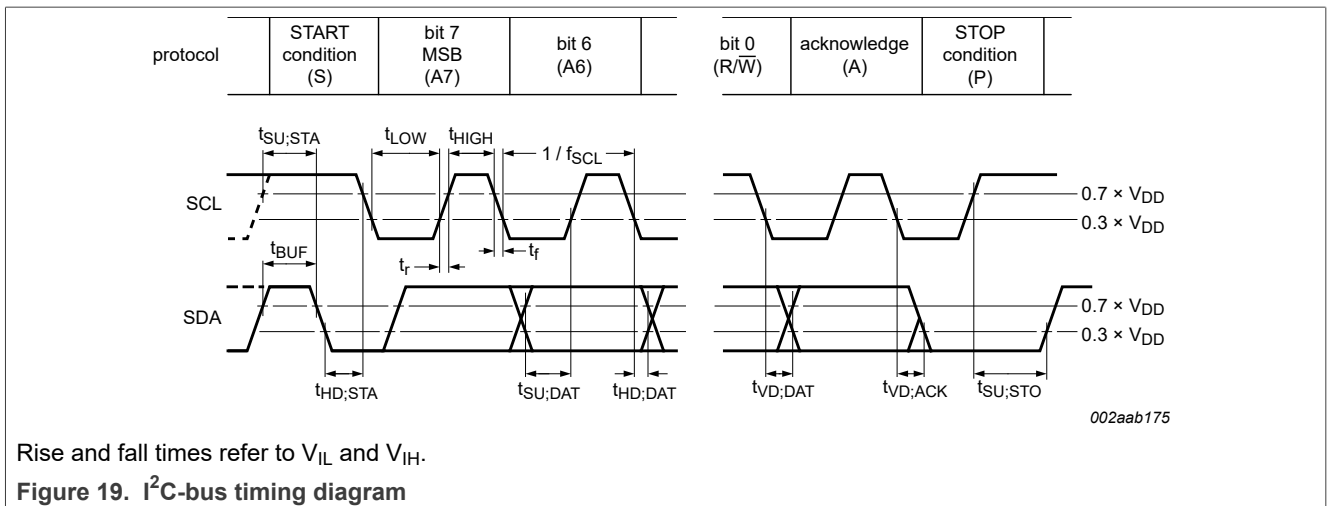 protocol
START
condition
(S)
bit 7
MSB
(A7)
bit 6
(A6)
bit 0
(R/W̅)
acknowledge
(A)
STOP
condition
(P)
tSU;STA
tLOW
tHIGH
1 / fSCL
SCL
0.7 × VDD
0.3 × VDD
tBUF
tr
tf
SDA
0.7 × VDD
0.3 × VDD
tHD;STA
tSU;DAT
tHD;DAT
tVD;DAT
tVD;ACK
tSU;STO
002aab175
Rise and fall times refer to VIL and VIH.
Figure 19. I²C-bus timing diagram